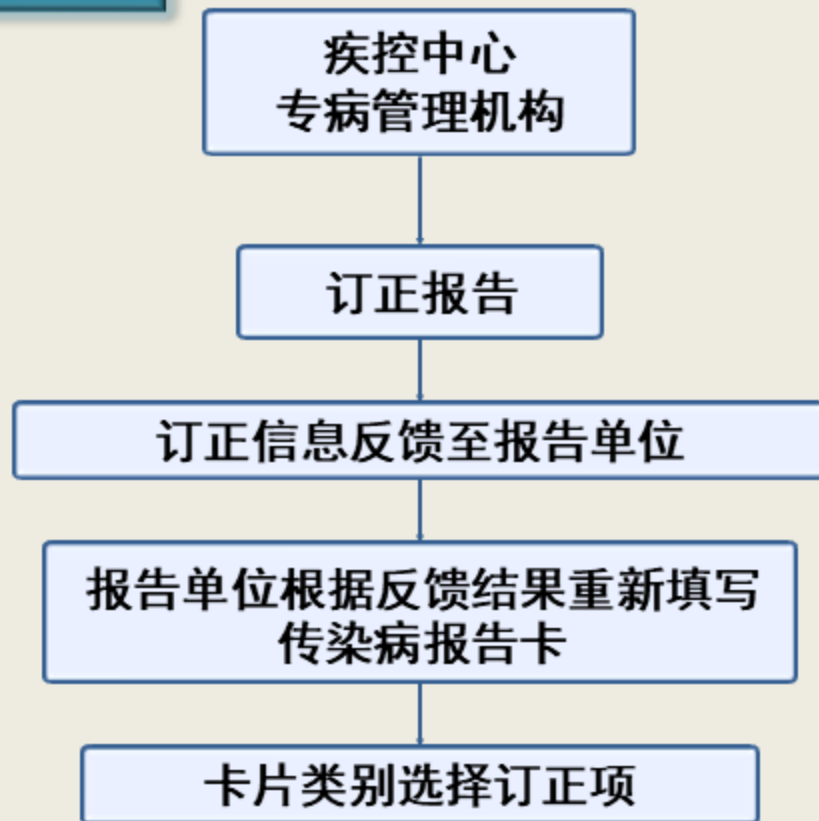 疾控中心
专病管理机构
订正报告
订正信息反馈至报告单位
报告单位根据反馈结果重新填写
传染病报告卡
卡片类别选择订正项